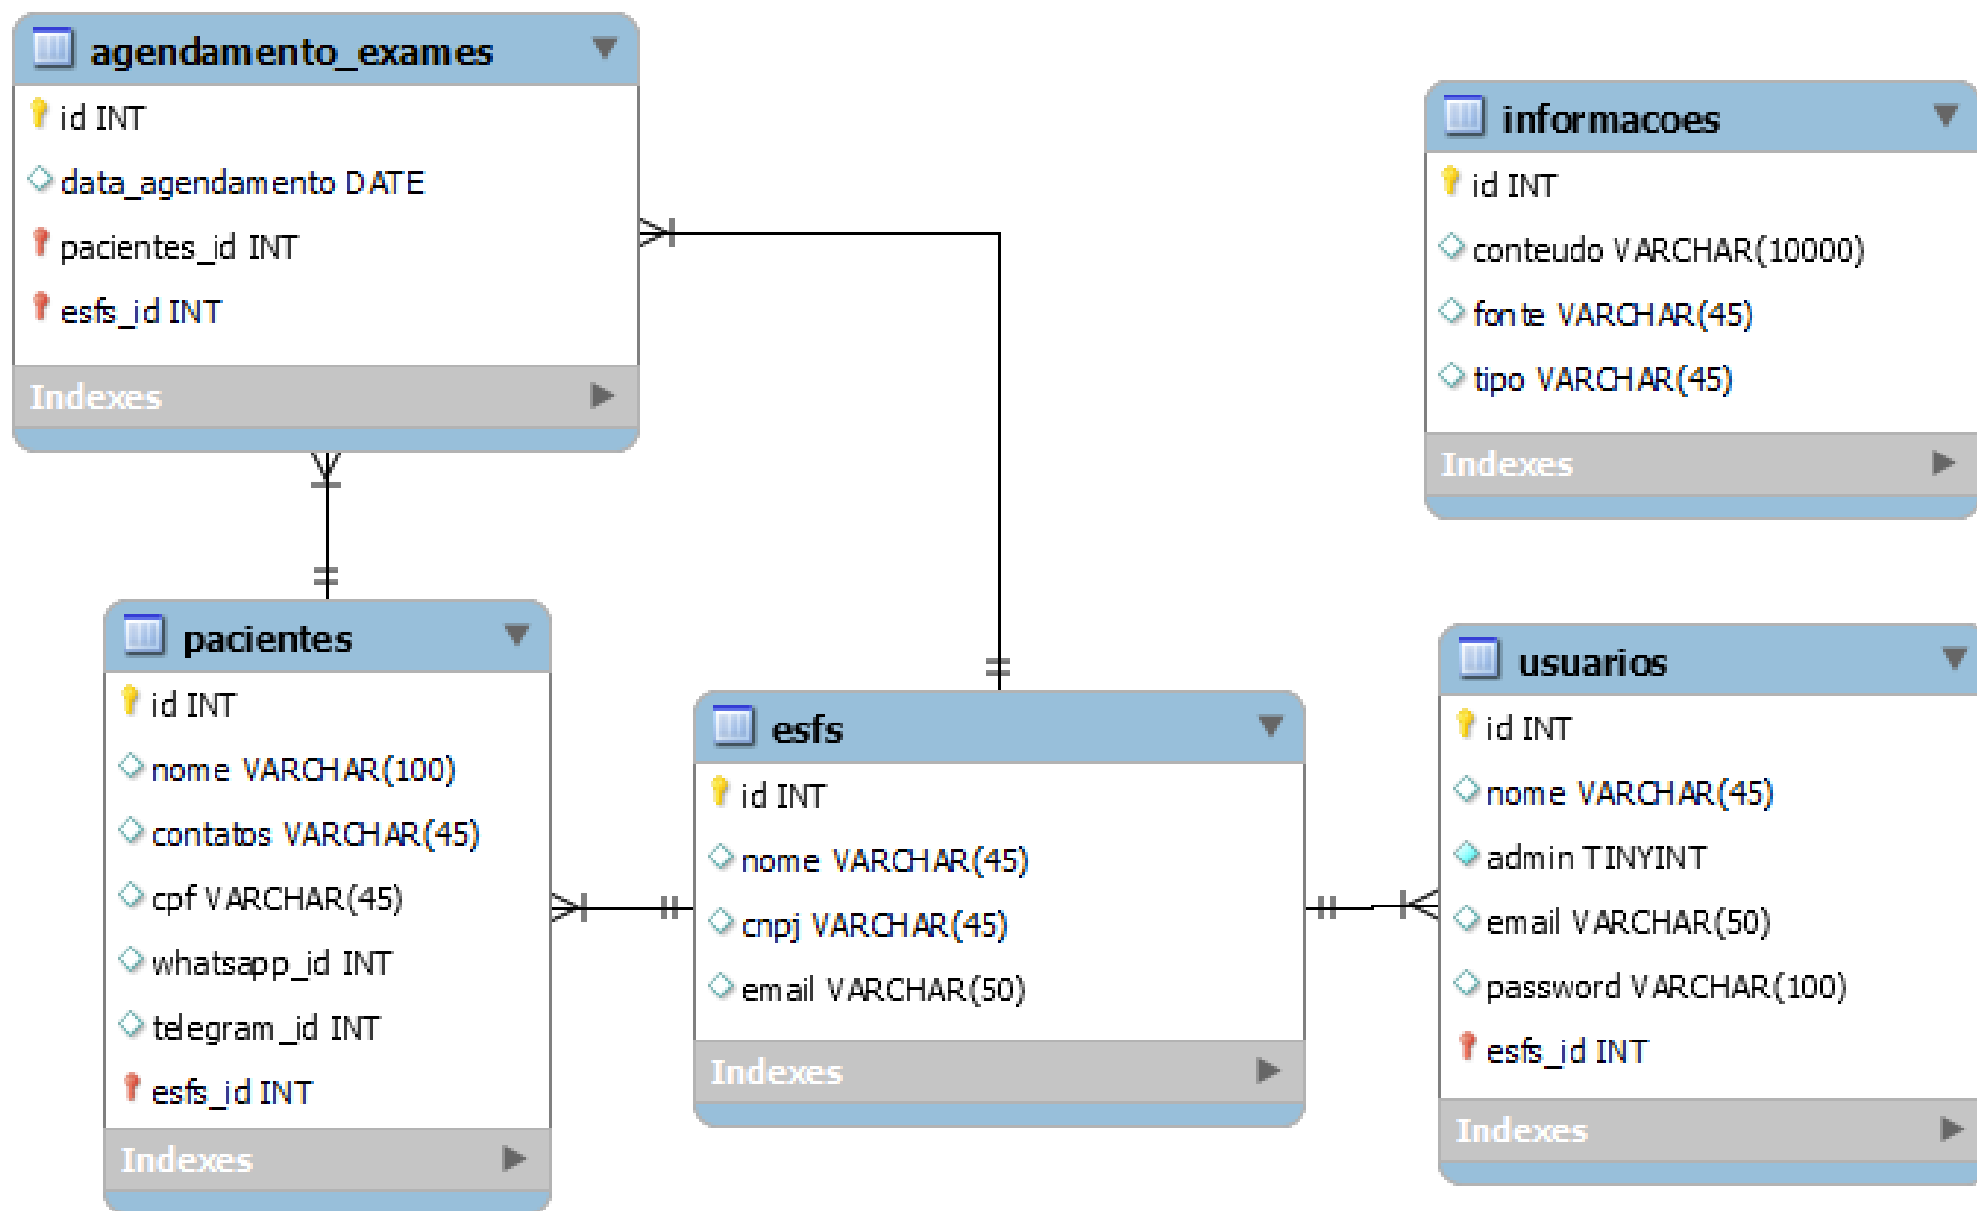 agendamento_exames
id INT
data_agendamento DATE
pacientes_id INT
esfs_id INT
Indexes
informacoes
id INT
conteudo VARCHAR(10000)
fonte VARCHAR(45)
tipo VARCHAR(45)
Indexes
pacientes
id INT
nome VARCHAR(100)
contatos VARCHAR(45)
cpf VARCHAR(45)
whatsapp_id INT
telegram_id INT
esfs_id INT
Indexes
esfs
id INT
nome VARCHAR(45)
cnpj VARCHAR(45)
email VARCHAR(50)
Indexes
usuarios
id INT
nome VARCHAR(45)
admin TINYINT
email VARCHAR(50)
password VARCHAR(100)
esfs_id INT
Indexes